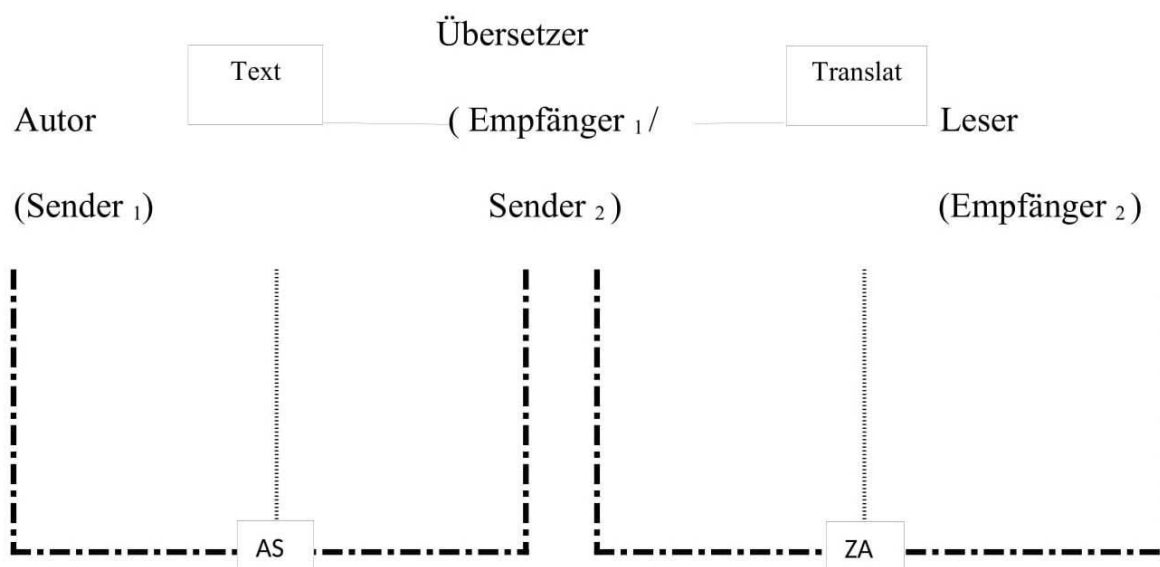 Übersetzer
Text
Translat
Autor ( Empfänger 1 / Leser
(Sender 1) Sender 2 ) (Empfänger 2 )
AS ZA